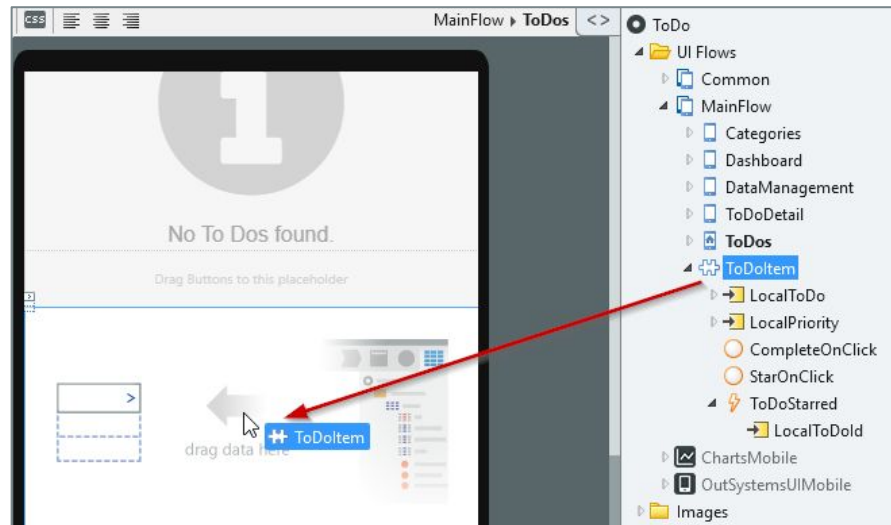 css
MainFlow ▸ ToDos
<>
1
No To Dos found.
Drag Buttons to this placeholder
drag data here
ToDoItem
ToDo
UI Flows
Common
MainFlow
Categories
Dashboard
DataManagement
ToDoDetail
ToDos
ToDoItem
LocalToDo
LocalPriority
CompleteOnClick
StarOnClick
ToDoStarred
LocalToDoId
ChartsMobile
OutSystemsUIMobile
Images